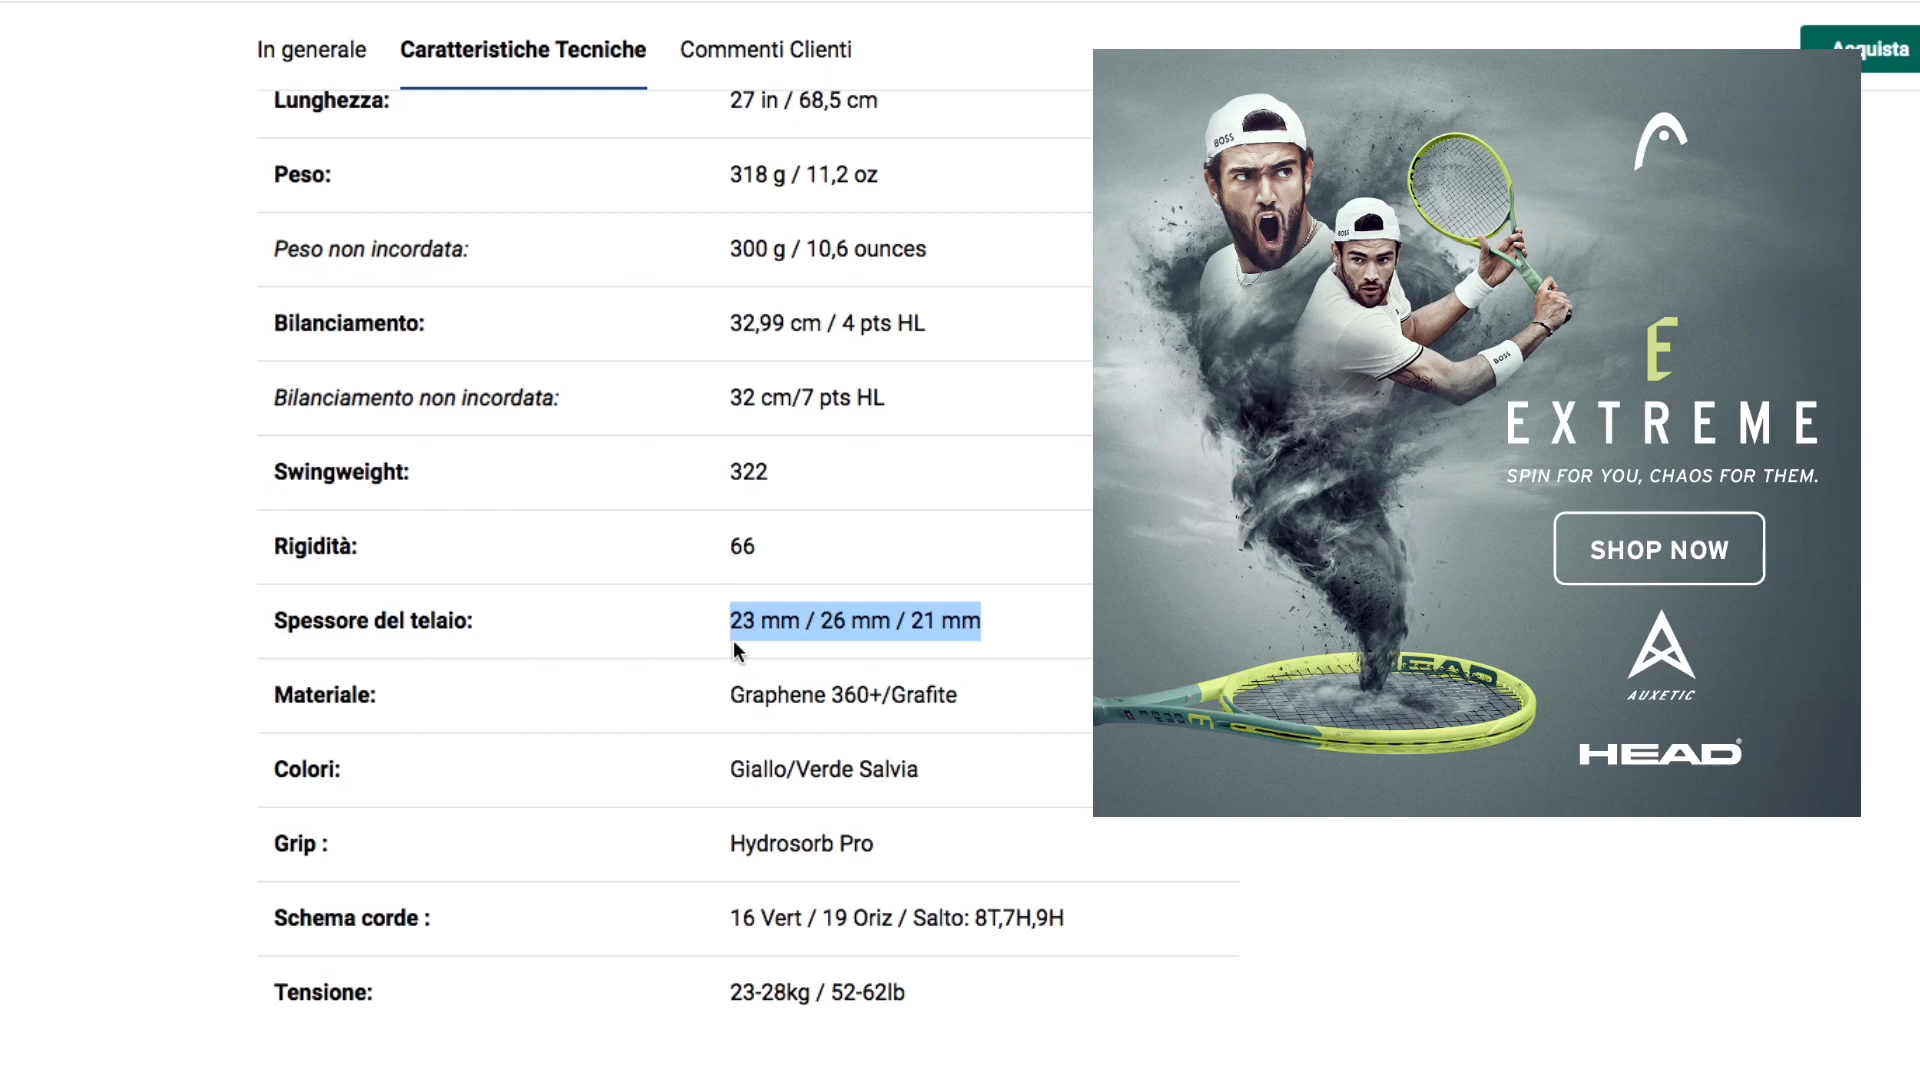 In generale Caratteristiche Tecniche Commenti Clienti
Acquista
Lunghezza: 27 in / 68,5 cm
Peso: 318 g / 11,2 oz
Peso non incordata: 300 g / 10,6 ounces
Bilanciamento: 32,99 cm / 4 pts HL
Bilanciamento non incordata: 32 cm/7 pts HL
Swingweight: 322
Rigidità: 66
Spessore del telaio: 23 mm / 26 mm / 21 mm
Materiale: Graphene 360+/Grafite
Colori: Giallo/Verde Salvia
Grip : Hydrosorb Pro
Schema corde : 16 Vert / 19 Oriz / Salto: 8T,7H,9H
Tensione: 23-28kg / 52-62lb
BOSS
BOSS
BOSS
E
EXTREME
SPIN FOR YOU, CHAOS FOR THEM.
SHOP NOW
AUXETIC
HEAD
HEAD®